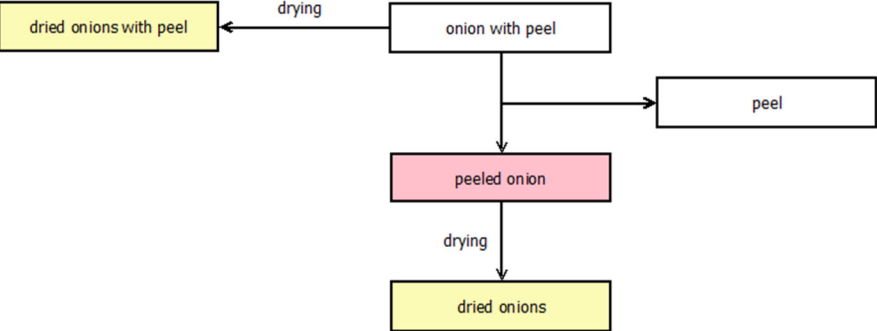 drying
dried onions with peel
onion with peel
peel
peeled onion
drying
dried onions